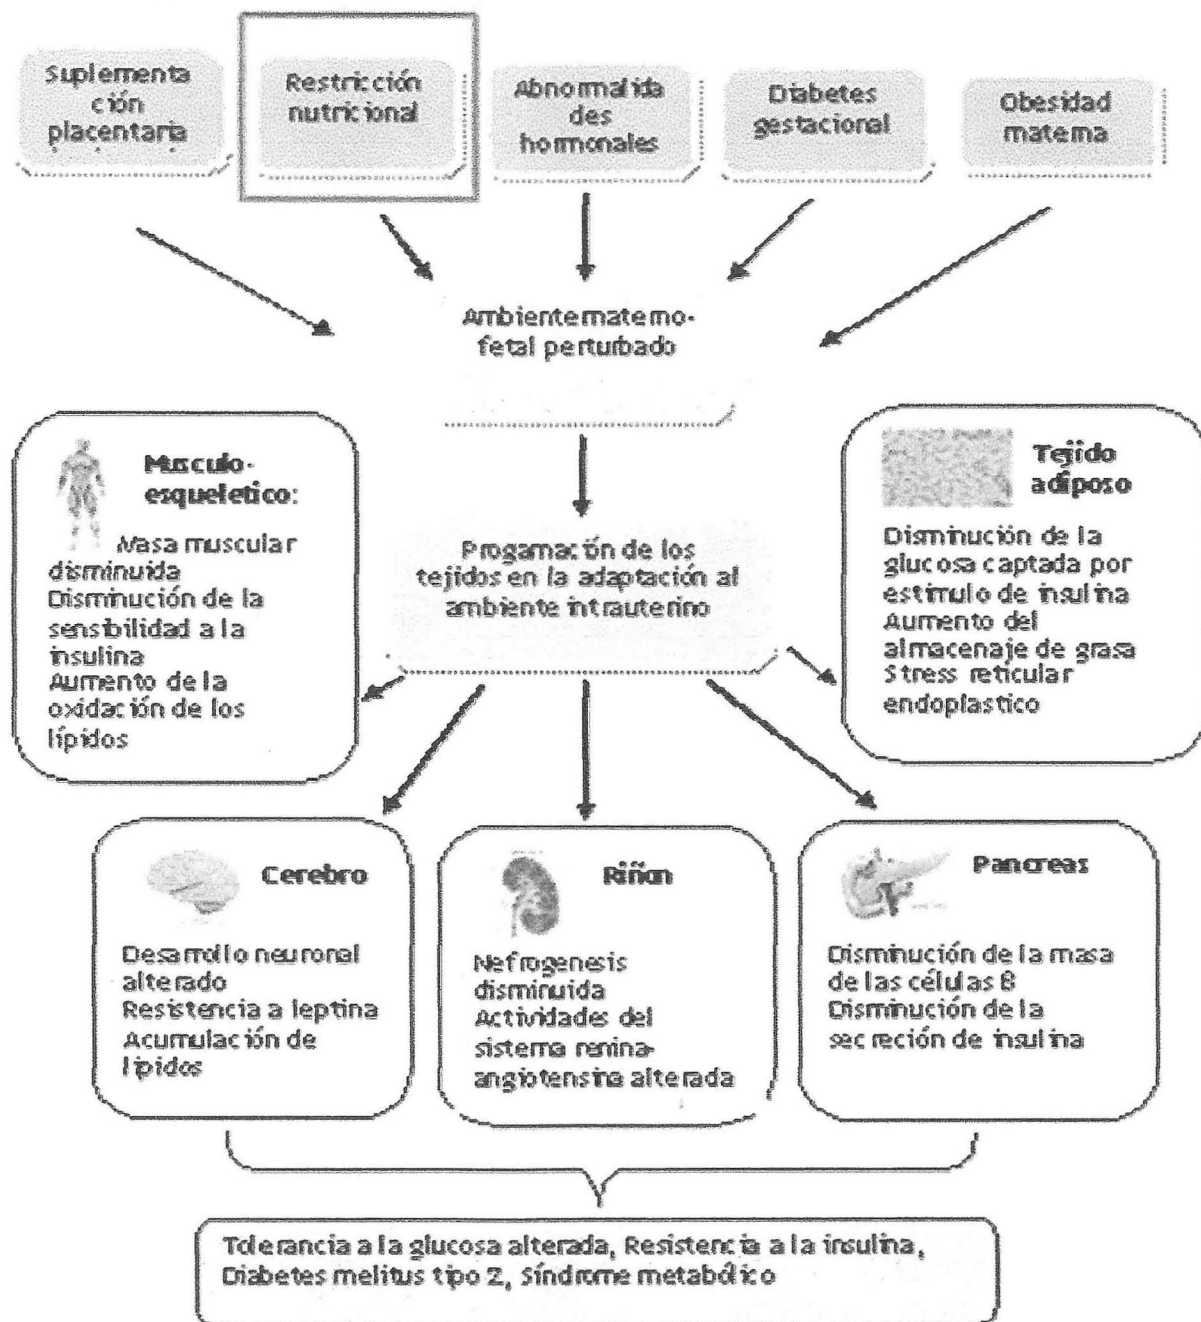 Suplementa
ción
placentaria
Restricción
nutricional
Abnormalida
des
hormonales
Diabetes
gestacional
Obesidad
materna
Ambiente materno-
fetal perturbado
Musculo-
esqueletico:
Masa muscular
disminuida
Disminución de la
sensibilidad a la
insulina
Aumento de la
oxidación de los
lípidos
Progamación de los
tejidos en la adaptación al
ambiente intrauterino
Tejido
adiposo
Disminución de la
glucosa captada por
estimulo de insulina
Aumento del
almacenaje de grasa
Stress reticular
endoplastico
Cerebro
Desarrollo neuronal
alterado
Resistencia a leptina
Acumulación de
lípidos
Riñon
Nefrogenesis
disminuida
Actividades del
sistema renina-
angiotensina alterada
Pancreas
Disminución de la masa
de las células B
Disminución de la
secreción de insulina
Tolerancia a la glucosa alterada, Resistencia a la insulina,
Diabetes melitus tipo 2, Síndrome metabólico